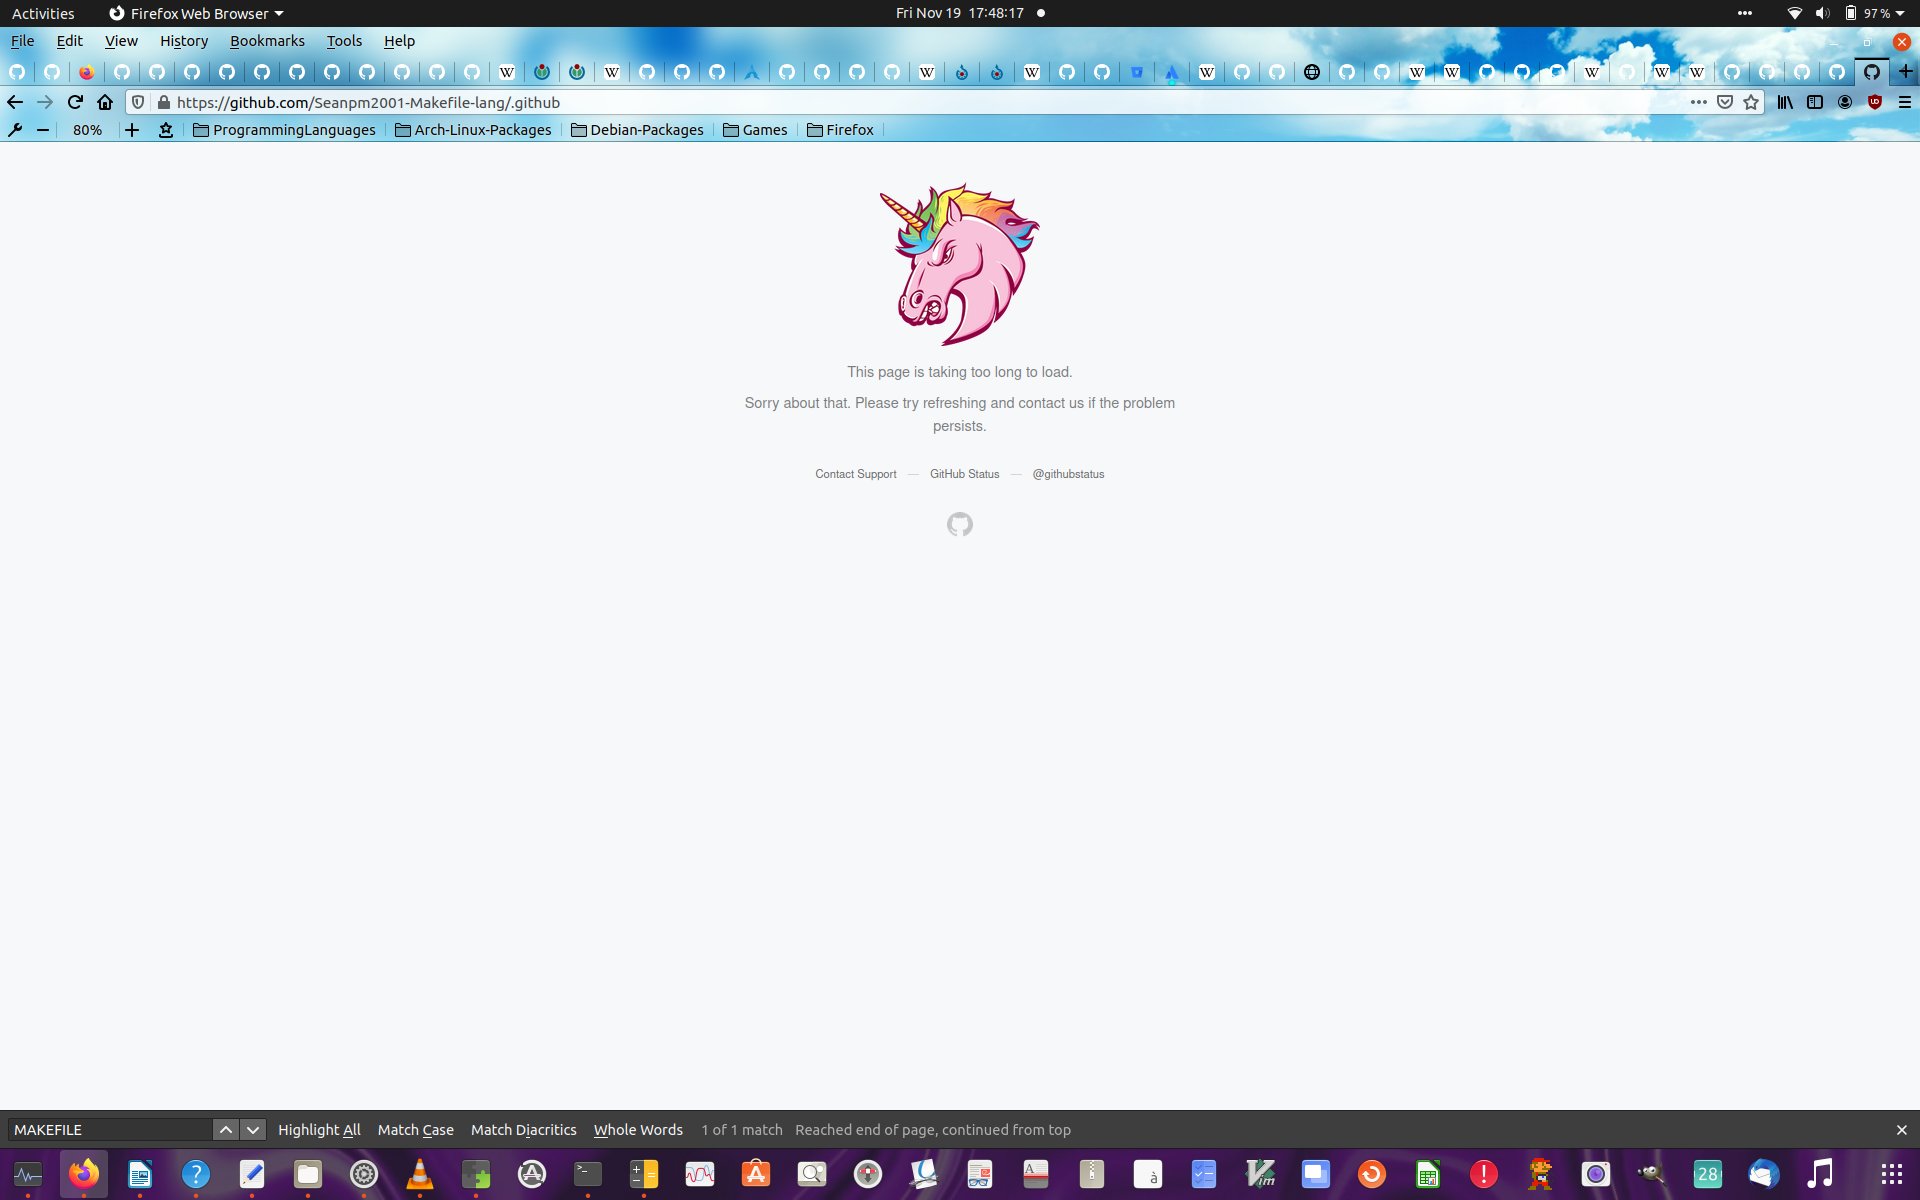 Activities Firefox Web Browser Fri Nov 19 17:48:17 97 %
File Edit View History Bookmarks Tools Help
https://github.com/Seanpm2001-Makefile-lang/.github
80% ProgrammingLanguages Arch-Linux-Packages Debian-Packages Games Firefox
This page is taking too long to load.
Sorry about that. Please try refreshing and contact us if the problem
persists.
Contact Support — GitHub Status — @githubstatus
MAKEFILE Highlight All Match Case Match Diacritics Whole Words 1 of 1 match Reached end of page, continued from top
28